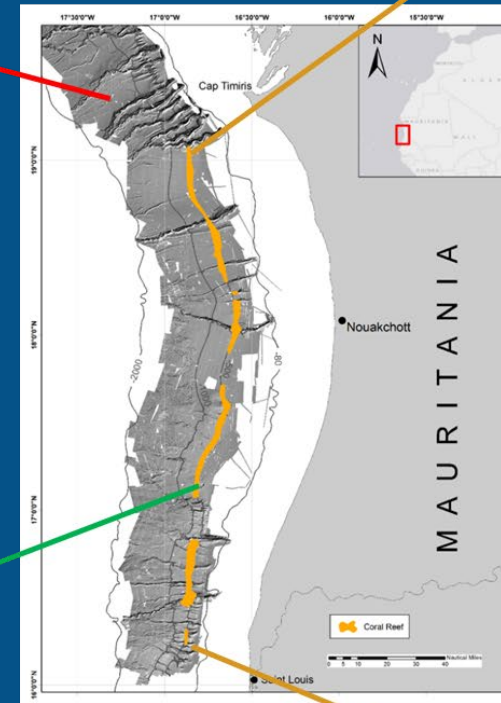 17°30'0"W
17°0'0"W
16°30'0"W
16°0'0"W
15°30'0"W
N
Cap Timiris
19°0'0"N
18°0'0"N
Nouakchott
-2000
-80
MAURITANIA
17°0'0"N
Coral Reef
0 5 10 20 30 40
Nautical Miles
16°0'0"N
Saint Louis